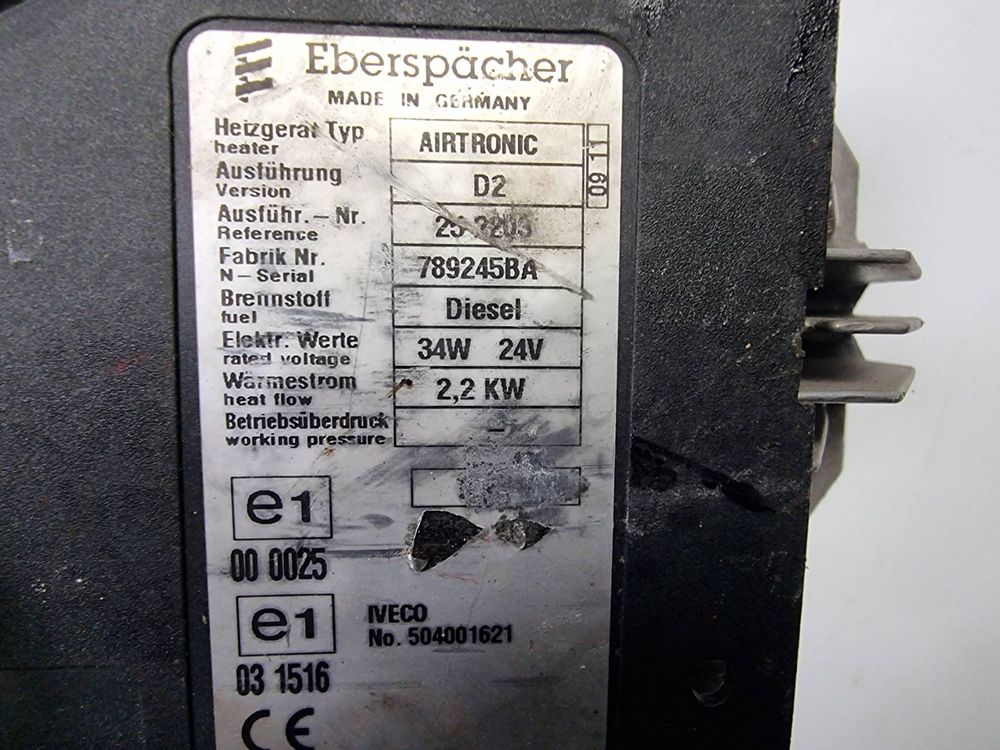 Eberspächer
MADE IN GERMANY
Heizgerät Typ
heater
AIRTRONIC
09 11
Ausführung
Version
D2
Ausführ.-Nr.
Reference
Fabrik Nr.
N-Serial
789245BA
Brennstoff
fuel
Diesel
Elektr. Werte
rated voltage
34W 24V
Wärmestrom
heat flow
2,2 KW
Betriebsüberdruck
working pressure
-
e1
00 0025
e1
03 1516
IVECO
No. 504001621
CE